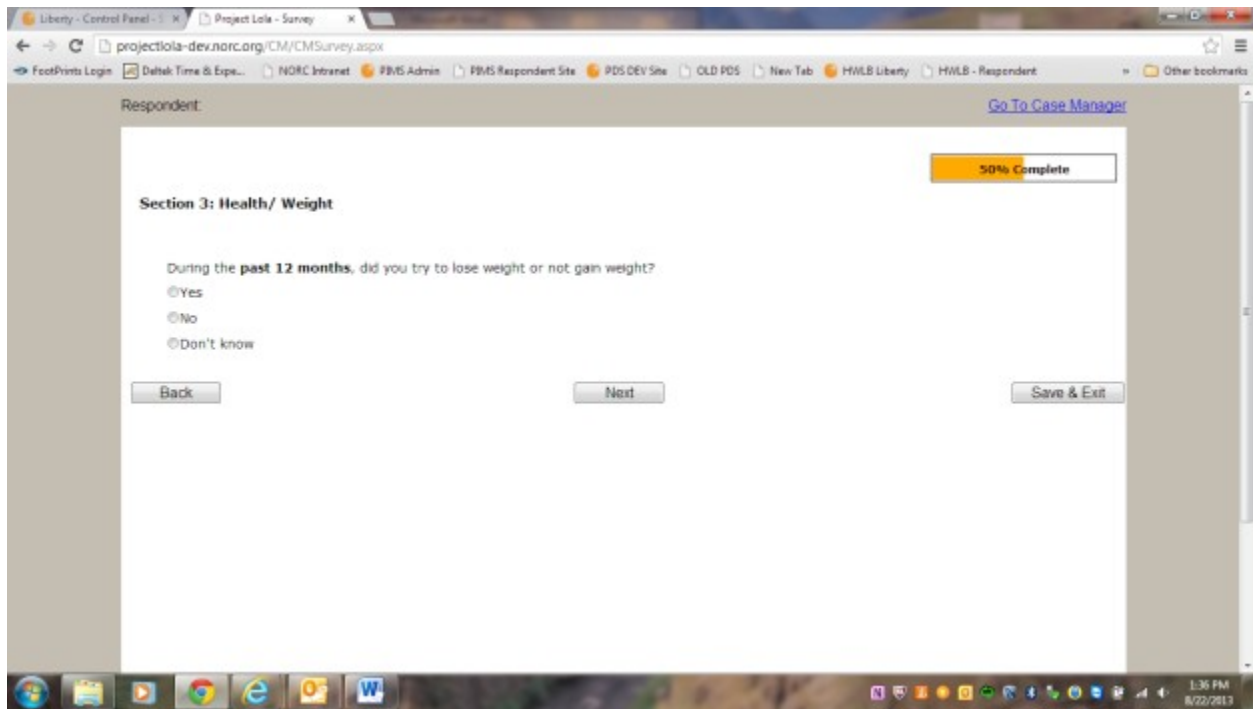 Liberty - Control Panel - S
Project Lola - Survey
projectlola-dev.norc.org/CM/CMSurvey.aspx
FootPrints Login
Deltek Time & Expe...
NORC Intranet
PIMS Admin
PIMS Respondent Site
PDS DEV Site
OLD PDS
New Tab
HWLB Liberty
HWLB - Respondent
»
Other bookmarks
Respondent:
Go To Case Manager
50% Complete
Section 3: Health/ Weight
During the past 12 months, did you try to lose weight or not gain weight?
Yes
No
Don't know
Back
Next
Save & Exit
1:36 PM
8/22/2013